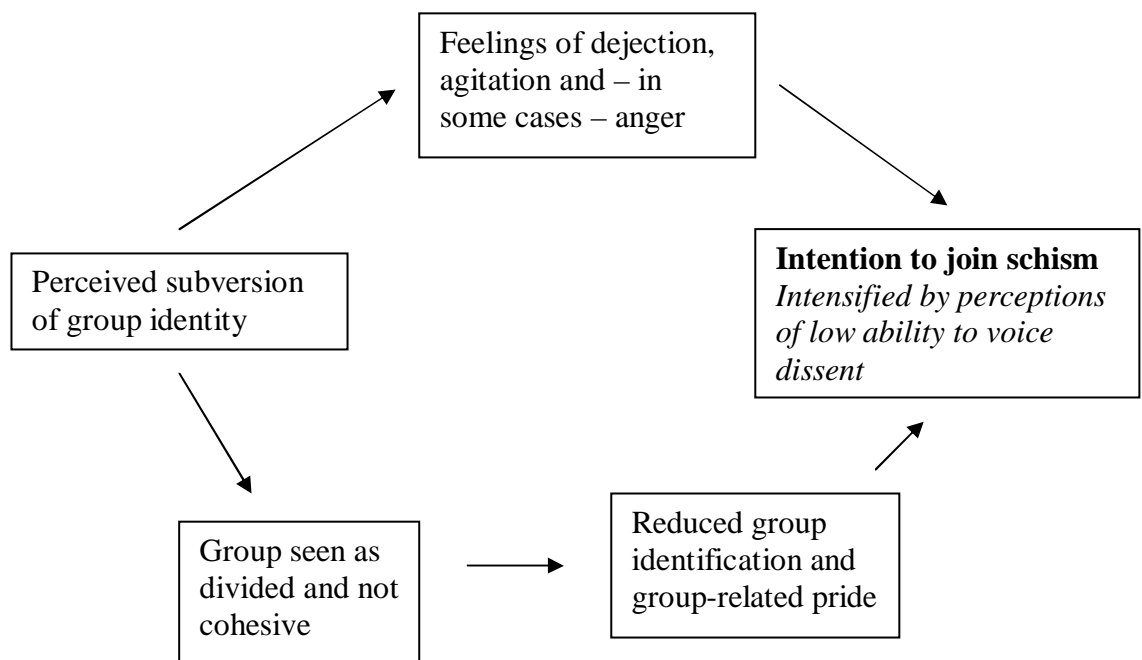 Feelings of dejection,
agitation and – in
some cases – anger
Perceived subversion
of group identity
Intention to join schism
Intensified by perceptions
of low ability to voice
dissent
Group seen as
divided and not
cohesive
Reduced group
identification and
group-related pride